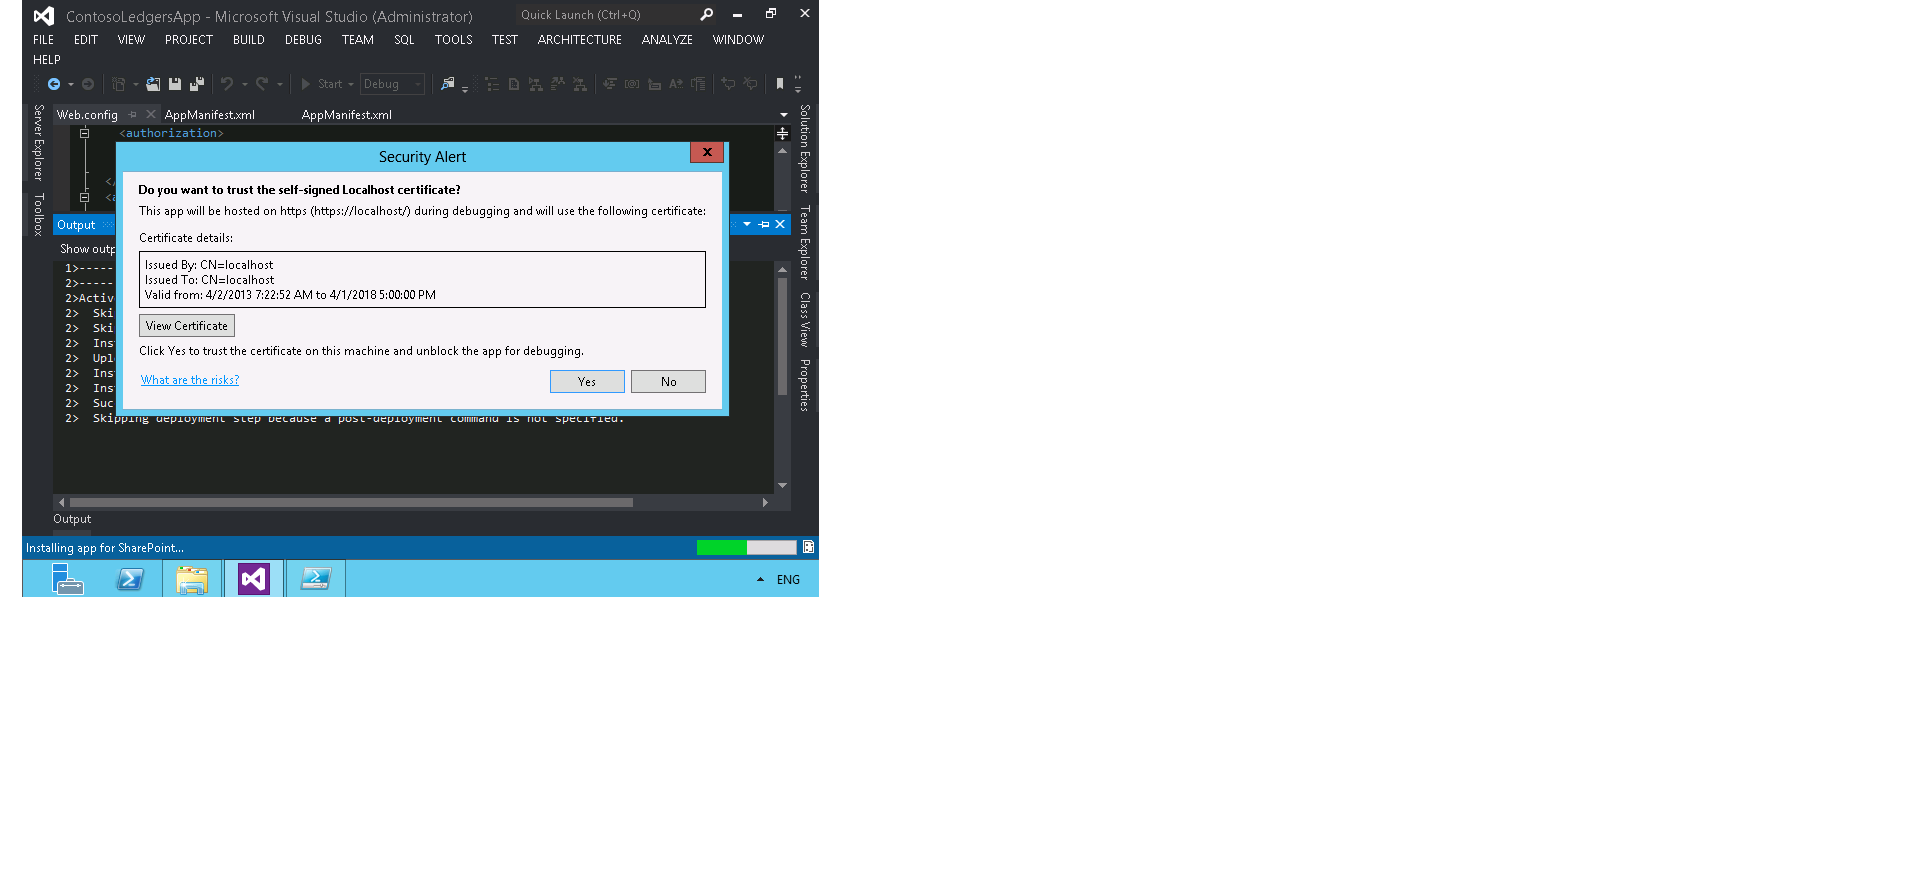 ContosoLedgersApp - Microsoft Visual Studio (Administrator)
Quick Launch (Ctrl+Q)
FILE EDIT VIEW PROJECT BUILD DEBUG TEAM SQL TOOLS TEST ARCHITECTURE ANALYZE WINDOW
HELP
Start Debug
Web.config AppManifest.xml AppManifest.xml
<authorization>
Server Explorer
Toolbox
Solution Explorer
Team Explorer
Class View
Properties
Security Alert
Do you want to trust the self-signed Localhost certificate?
This app will be hosted on https (https://localhost/) during debugging and will use the following certificate:
Certificate details:
Issued By: CN=localhost
Issued To: CN=localhost
Valid from: 4/2/2013 7:22:52 AM to 4/1/2018 5:00:00 PM
View Certificate
Click Yes to trust the certificate on this machine and unblock the app for debugging.
What are the risks?
Yes No
Output
Show outp
1>-----
2>-----
2>Activ
2> Ski
2> Ski
2> Ins
2> Upl
2> Ins
2> Ins
2> Suc
2> Skipping deployment step because a post-deployment command is not specified.
Output
Installing app for SharePoint...
ENG